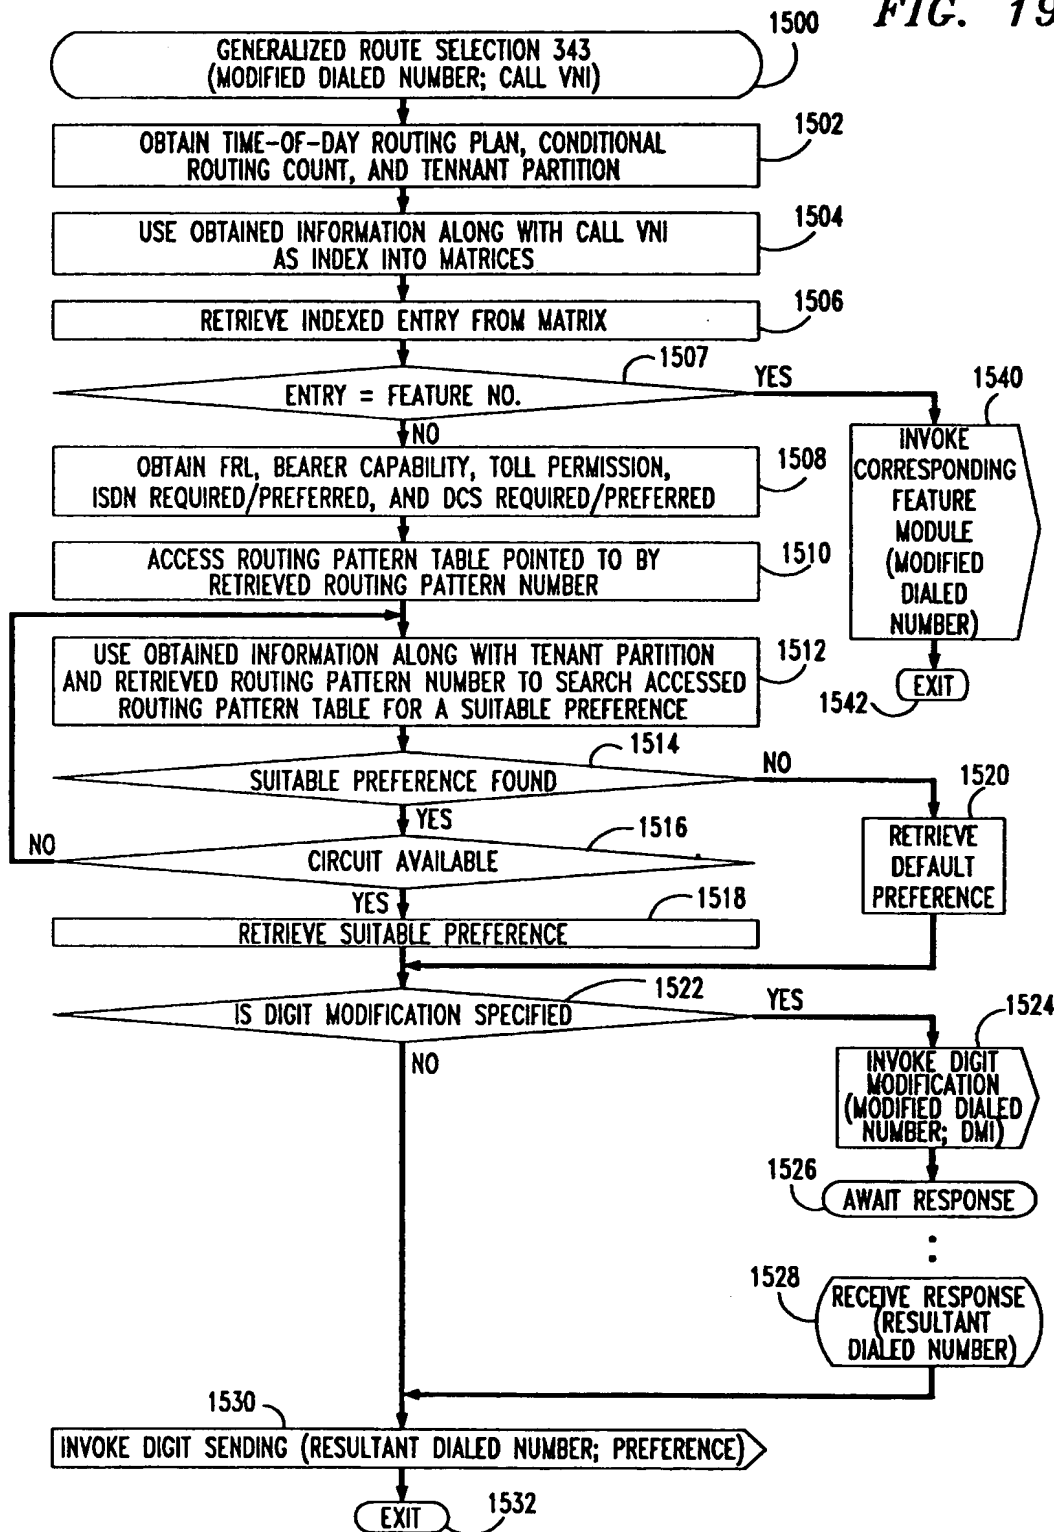 FIG. 19
1500
GENERALIZED ROUTE SELECTION 343
(MODIFIED DIALED NUMBER; CALL VNI)
1502
OBTAIN TIME-OF-DAY ROUTING PLAN, CONDITIONAL
ROUTING COUNT, AND TENNANT PARTITION
1504
USE OBTAINED INFORMATION ALONG WITH CALL VNI
AS INDEX INTO MATRICES
1506
RETRIEVE INDEXED ENTRY FROM MATRIX
1507
ENTRY = FEATURE NO.
YES
NO
1540
INVOKE
CORRESPONDING
FEATURE
MODULE
(MODIFIED
DIALED
NUMBER)
EXIT
1542
1508
OBTAIN FRL, BEARER CAPABILITY, TOLL PERMISSION,
ISDN REQUIRED/PREFERRED, AND DCS REQUIRED/PREFERRED
1510
ACCESS ROUTING PATTERN TABLE POINTED TO BY
RETRIEVED ROUTING PATTERN NUMBER
1512
USE OBTAINED INFORMATION ALONG WITH TENANT PARTITION
AND RETRIEVED ROUTING PATTERN NUMBER TO SEARCH ACCESSED
ROUTING PATTERN TABLE FOR A SUITABLE PREFERENCE
1514
SUITABLE PREFERENCE FOUND
NO
YES
1520
RETRIEVE
DEFAULT
PREFERENCE
1516
CIRCUIT AVAILABLE
NO
YES
1518
RETRIEVE SUITABLE PREFERENCE
1522
IS DIGIT MODIFICATION SPECIFIED
YES
NO
1524
INVOKE DIGIT
MODIFICATION
(MODIFIED DIALED
NUMBER; DMI)
1526
AWAIT RESPONSE
1528
RECEIVE RESPONSE
(RESULTANT
DIALED NUMBER)
1530
INVOKE DIGIT SENDING (RESULTANT DIALED NUMBER; PREFERENCE)
EXIT
1532